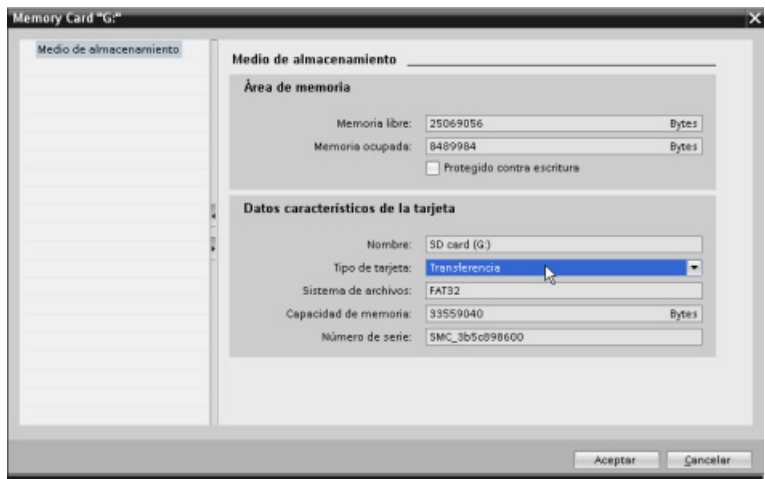 Memory Card "G:"
Medio de almacenamiento
Medio de almacenamiento
Área de memoria
Memoria libre: 25069056 Bytes
Memoria ocupada: 8489984 Bytes
Protegido contra escritura
Datos característicos de la tarjeta
Nombre: SD card (G:)
Tipo de tarjeta: Transferencia
Sistema de archivos: FAT32
Capacidad de memoria: 33559040 Bytes
Número de serie: SMC_3b5c898600
Aceptar Cancelar